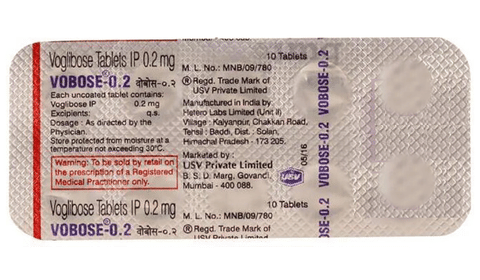 Voglibose Tablets IP 0.2 mg
VOBOSE®-0.2 वोबोस-०.२
Each uncoated tablet contains:
Voglibose IP 0.2 mg
Excipients: q.s.
Dosage : As directed by the
Physician.
Store protected from moisture at a
temperature not exceeding 30°C.
Warning: To be sold by retail on
the prescription of a Registered
Medical Practitioner only.
10 Tablets
M. L. No.: MNB/09/780
® Regd. Trade Mark of
USV Private Limited
Manufactured in India by
Hetero Labs Limited (Unit II)
Village : Kalyanpur, Chakkan Road,
Tehsil : Baddi, Dist.: Solan,
Himachal Pradesh - 173 205.
Marketed by :
USV Private Limited
B. S. D. Marg, Govandi,
Mumbai - 400 088.
05/16
USV
VOBOSE-0.2
VOBOSE-0.2
VOBOSE-0.2
Voglibose Tablets IP 0.2 mg
VOBOSE®-0.2 वोबोस-०.२
10 Tablets
M. L. No.: MNB/09/780
® Regd. Trade Mark of
USV Private Limited